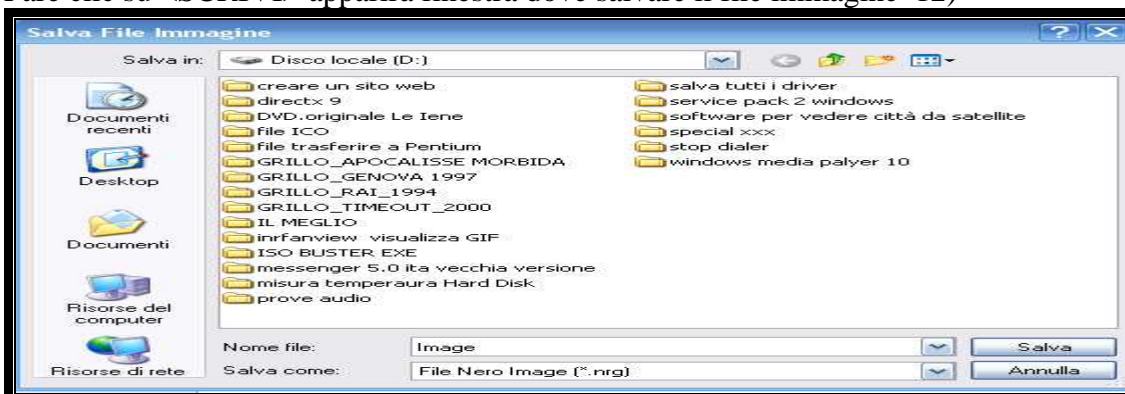 Salva File Immagine
Salva in:
Disco locale (D:)
Documenti recenti
Desktop
Documenti
Risorse del computer
Risorse di rete
creare un sito web
directx 9
DVD.originale Le Iene
file ICO
file trasferire a Pentium
GRILLO_APOCALISSE MORBIDA
GRILLO_GENOVA 1997
GRILLO_RAI_1994
GRILLO_TIMEOUT_2000
IL MEGLIO
inrfanview visualizza GIF
ISO BUSTER EXE
messenger 5.0 ita vecchia versione
misura temperaura Hard Disk
prove audio
salva tutti i driver
service pack 2 windows
software per vedere città da satellite
special xxx
stop dialer
windows media palyer 10
Nome file:
Image
Salva
Salva come:
File Nero Image (*.nrg)
Annulla